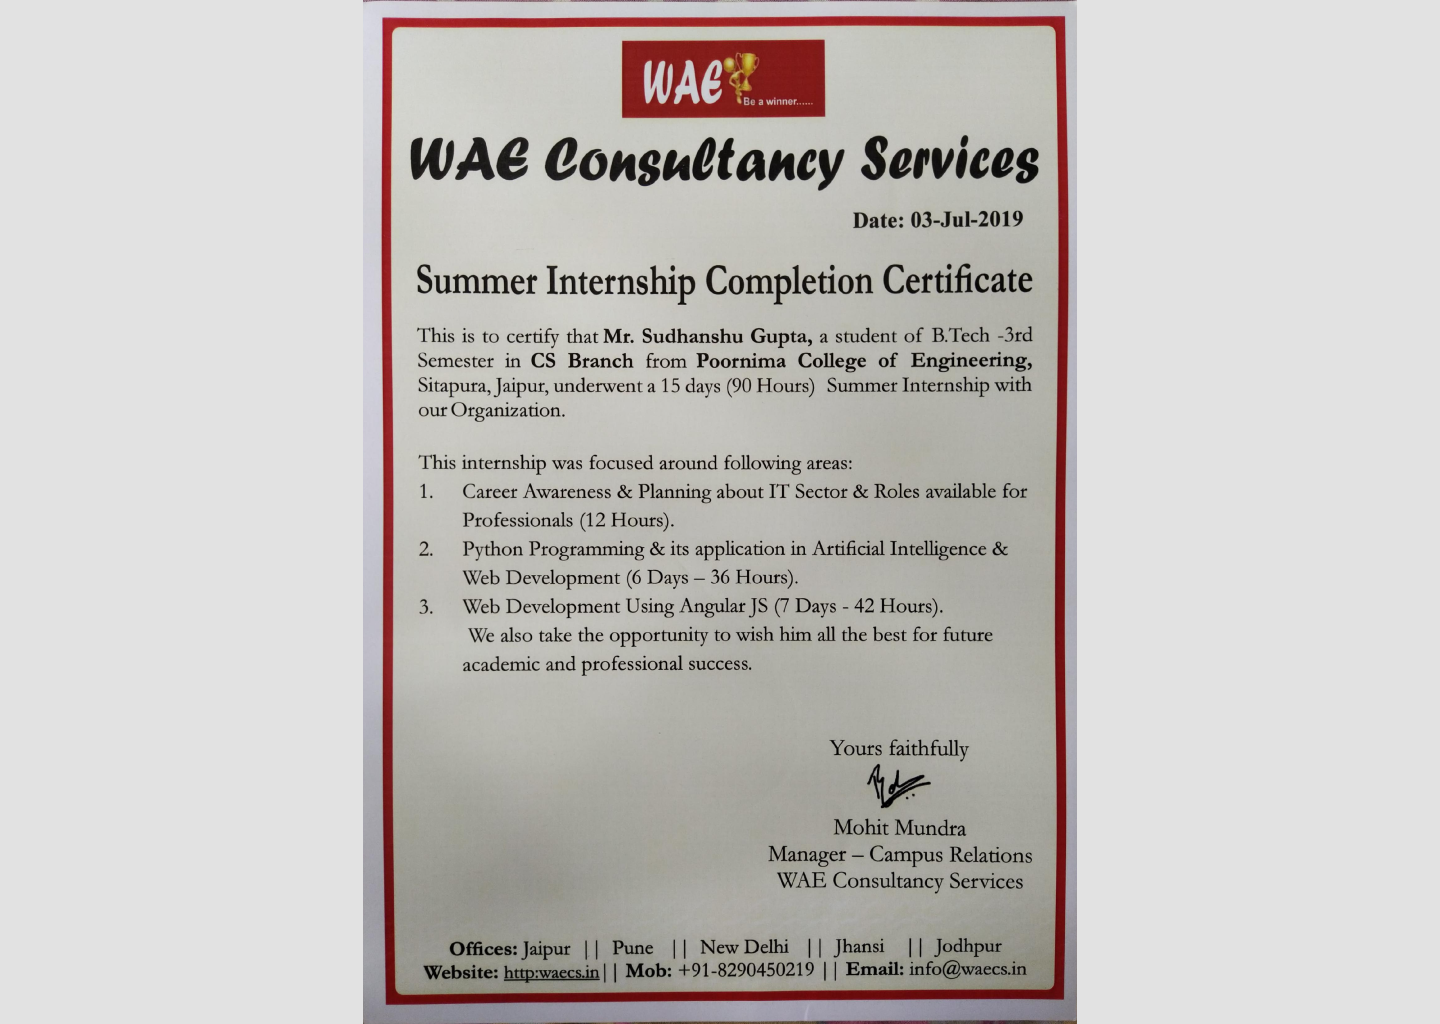 WAE
Be a winner......
WAE Consultancy Services
Date: 03-Jul-2019
Summer Internship Completion Certificate
This is to certify that Mr. Sudhanshu Gupta, a student of B.Tech -3rd
Semester in CS Branch from Poornima College of Engineering,
Sitapura, Jaipur, underwent a 15 days (90 Hours) Summer Internship with
our Organization.
This internship was focused around following areas:
1. Career Awareness & Planning about IT Sector & Roles available for
Professionals (12 Hours).
2. Python Programming & its application in Artificial Intelligence &
Web Development (6 Days – 36 Hours).
3. Web Development Using Angular JS (7 Days - 42 Hours).
We also take the opportunity to wish him all the best for future
academic and professional success.
Yours faithfully
Mohit Mundra
Manager – Campus Relations
WAE Consultancy Services
Offices: Jaipur || Pune || New Delhi || Jhansi || Jodhpur
Website: http:waecs.in|| Mob: +91-8290450219 || Email: info@waecs.in